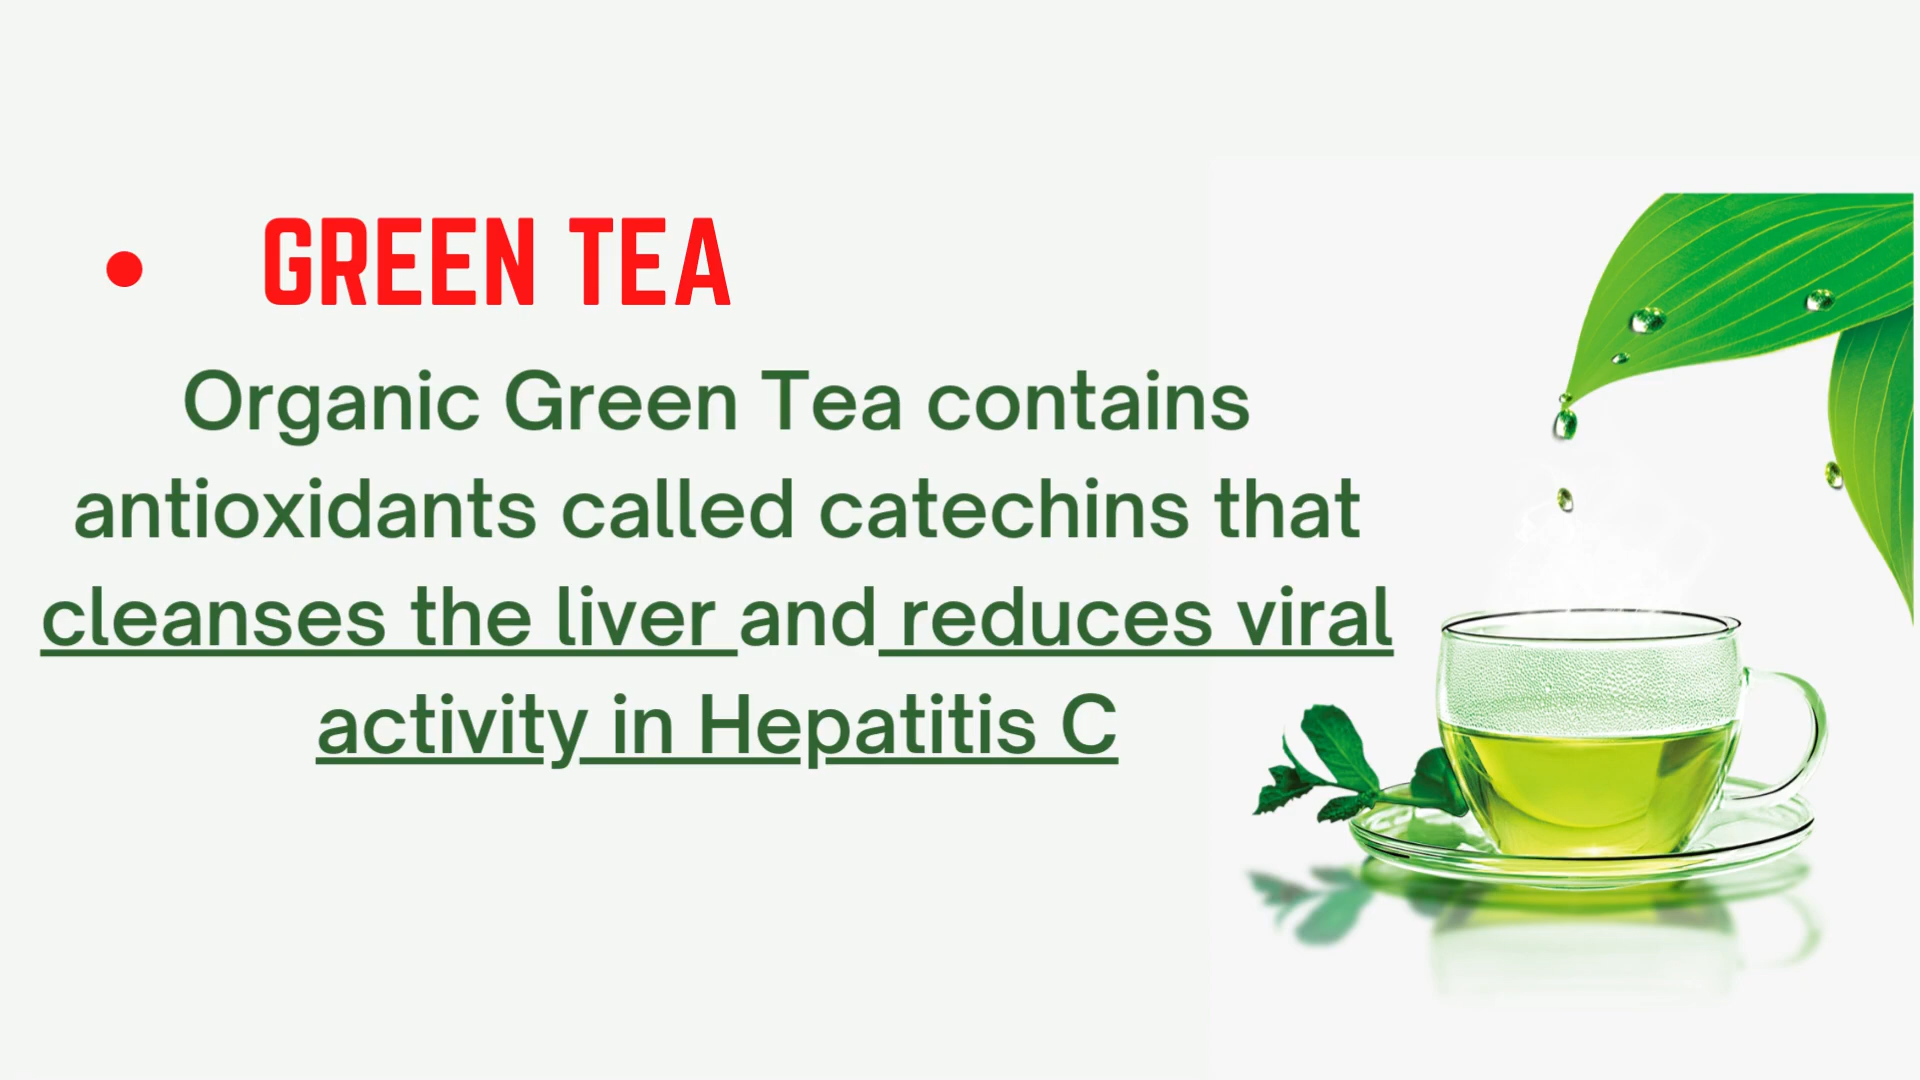 • GREEN TEA
Organic Green Tea contains
antioxidants called catechins that
cleanses the liver and reduces viral
activity in Hepatitis C